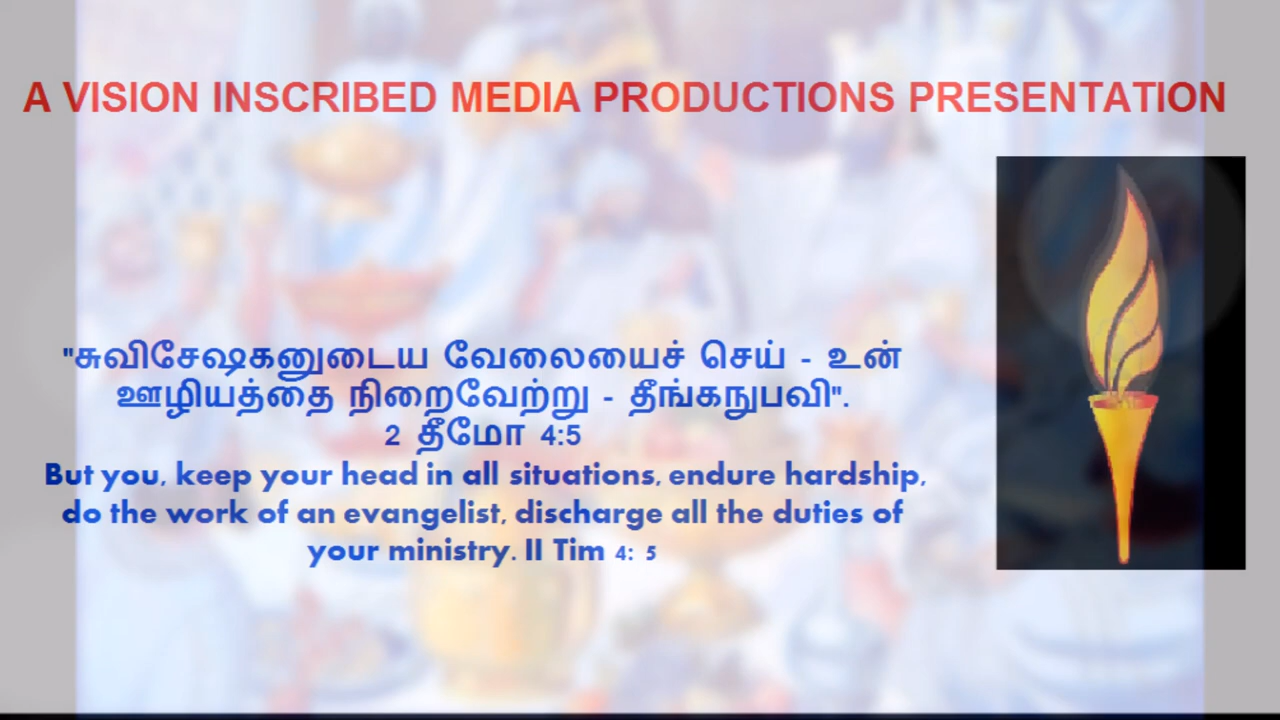 A VISION INSCRIBED MEDIA PRODUCTIONS PRESENTATION
"சுவிசேஷகனுடைய வேலையைச் செய் - உன்
ஊழியத்தை நிறைவேற்று - தீங்கநுபவி".
2 தீமோ 4:5
But you, keep your head in all situations, endure hardship,
do the work of an evangelist, discharge all the duties of
your ministry. II Tim 4: 5